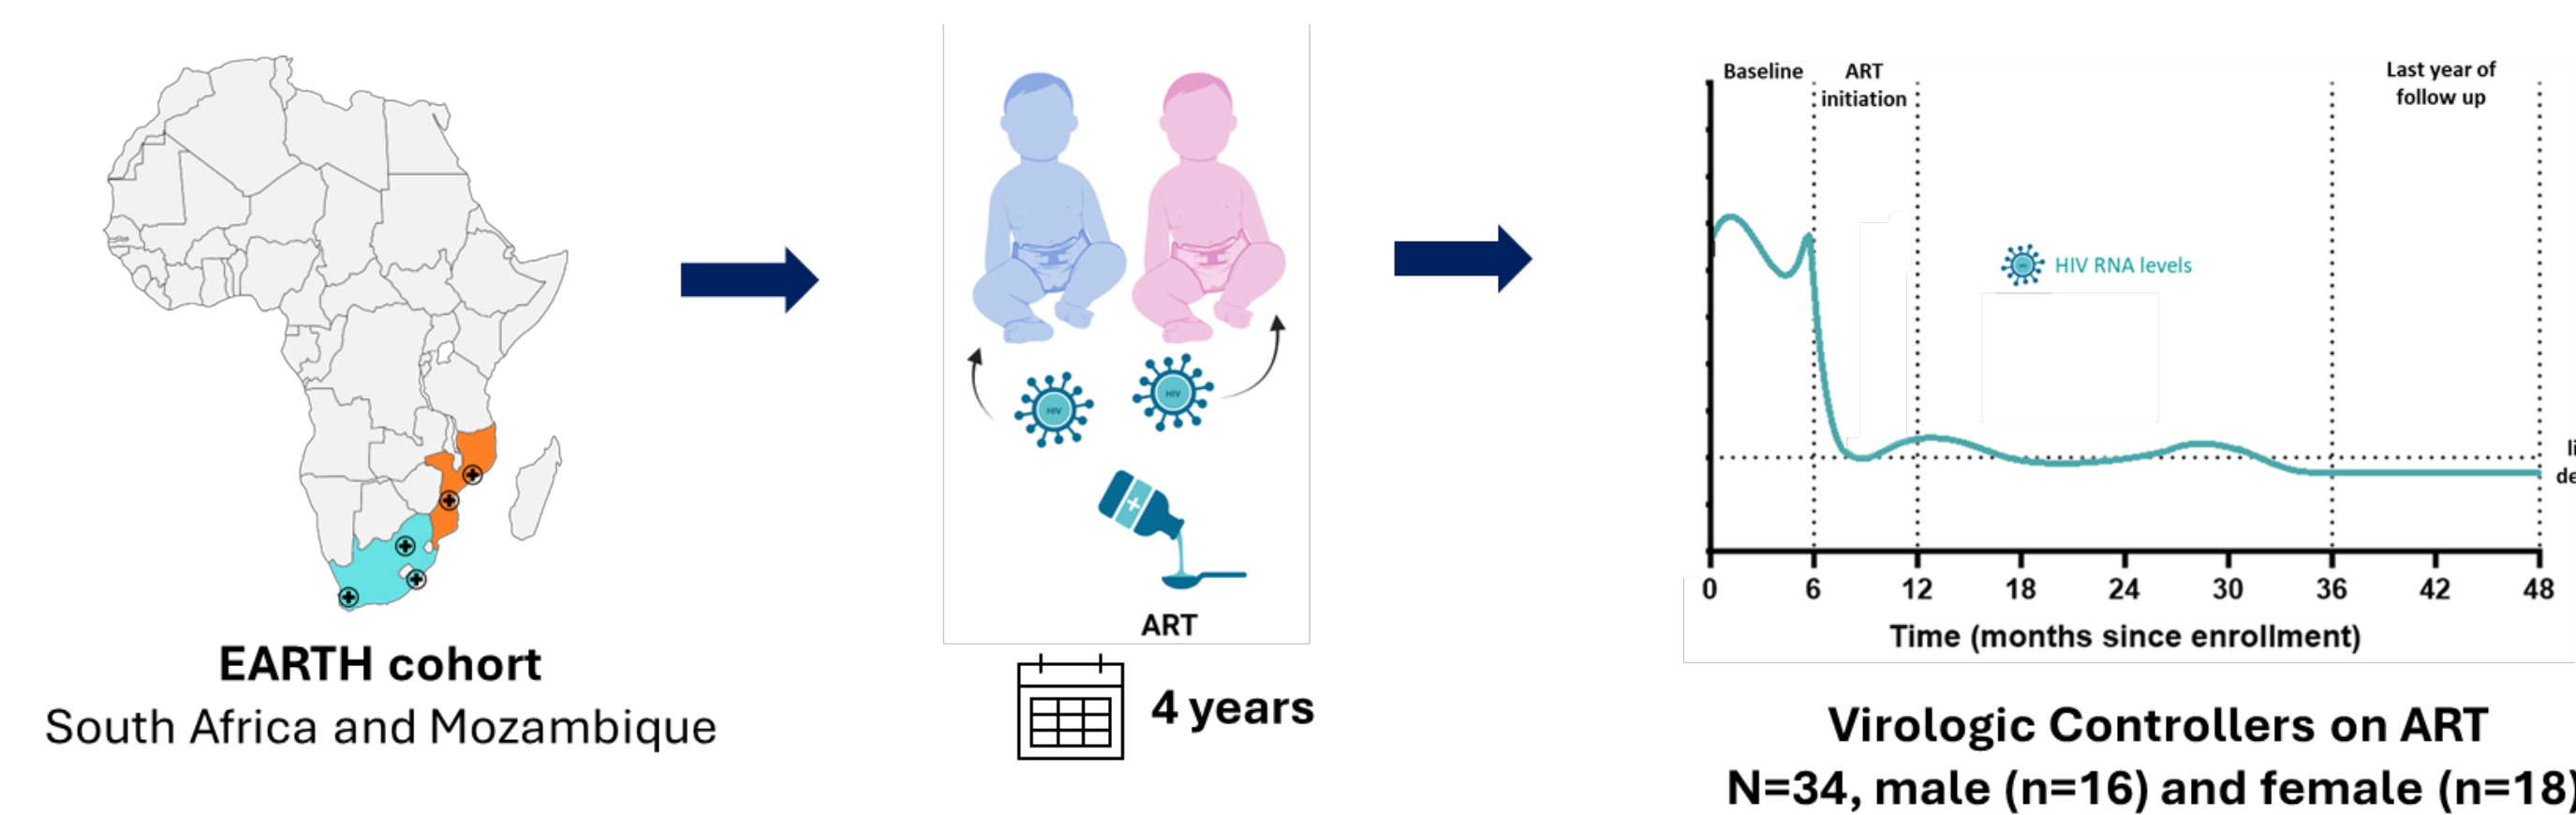 EARTH cohort
South Africa and Mozambique
HIV
HIV
ART
4 years
Baseline
ART
initiation
Last year of
follow up
HIV RNA levels
0 6 12 18 24 30 36 42 48
Time (months since enrollment)
Virologic Controllers on ART
N=34, male (n=16) and female (n=18)